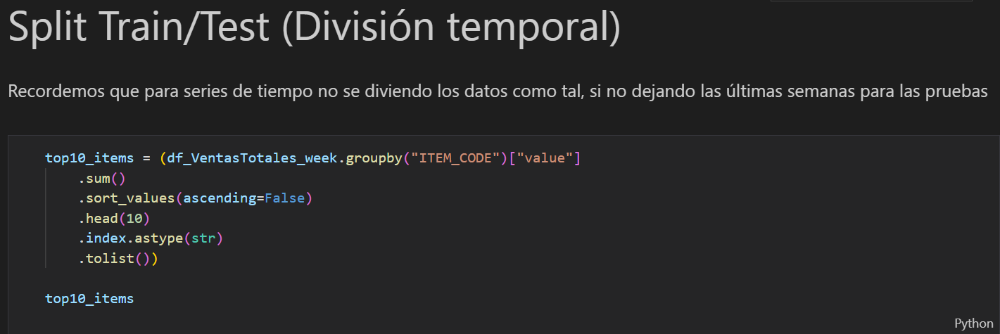 Split Train/Test (División temporal)
Recordemos que para series de tiempo no se diviendo los datos como tal, si no dejando las últimas semanas para las pruebas
top10_items = (df_VentasTotales_week.groupby("ITEM_CODE")["value"]
    .sum()
    .sort_values(ascending=False)
    .head(10)
    .index.astype(str)
    .tolist())
top10_items
Python